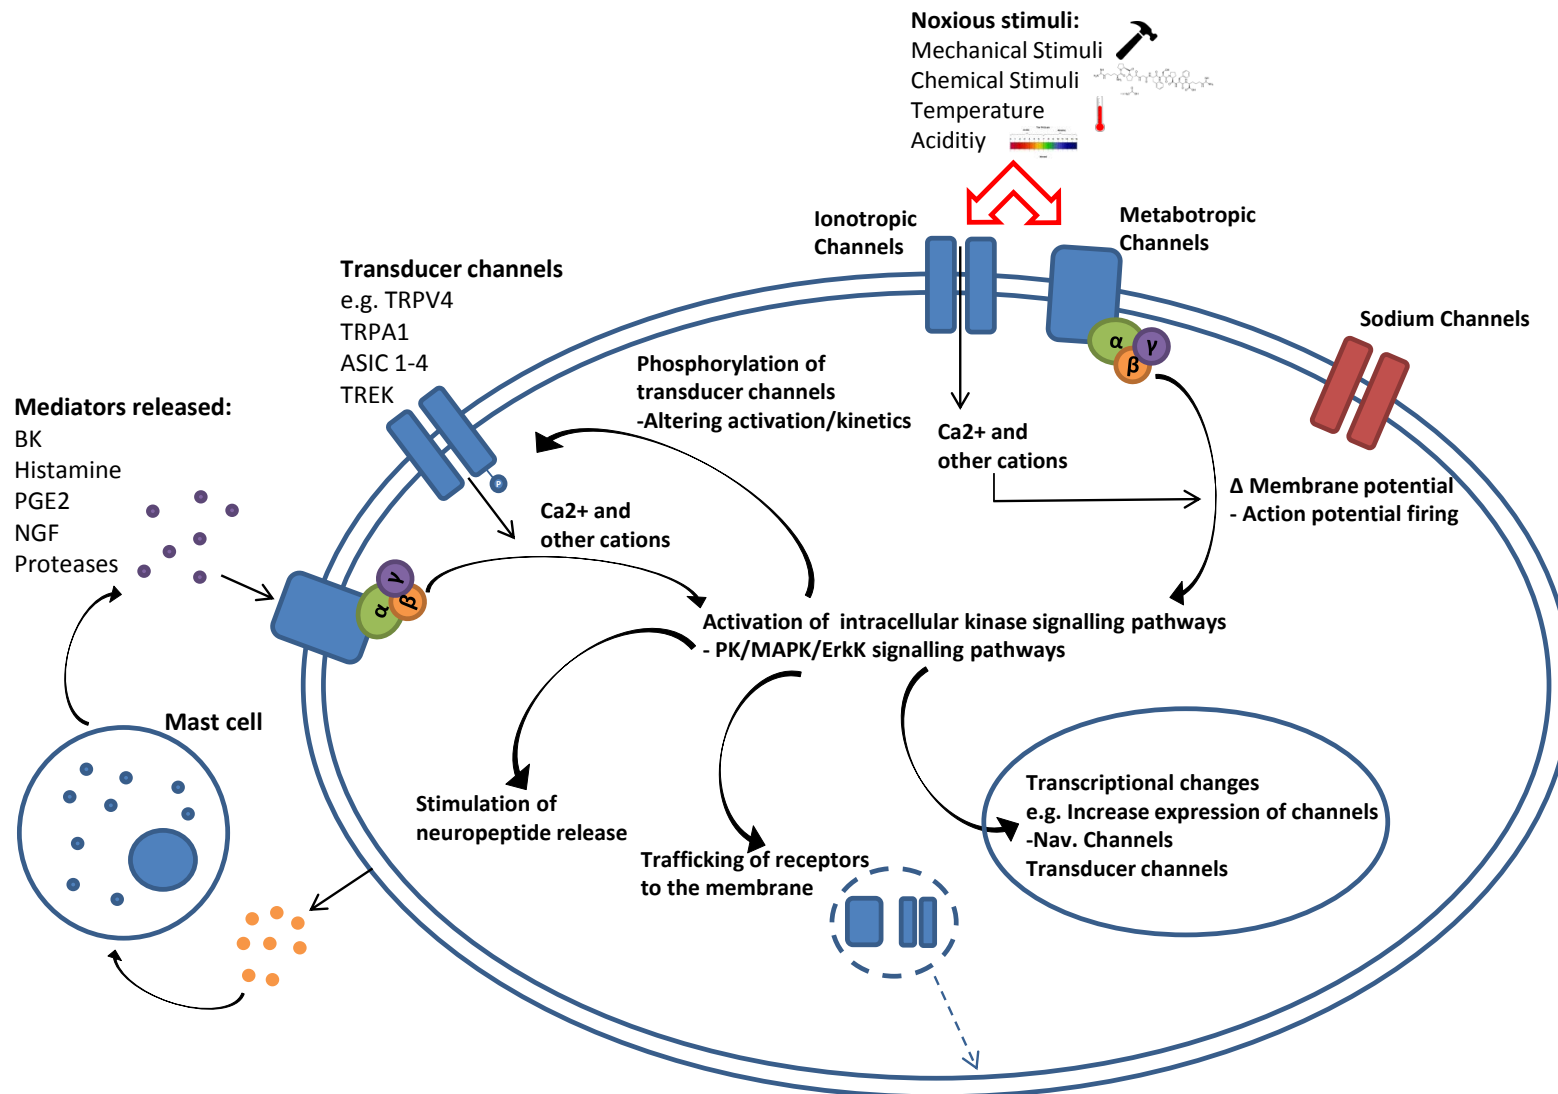 Noxious stimuli:
Mechanical Stimuli
Chemical Stimuli
Temperature
Aciditiy
Ionotropic
Channels
Metabotropic
Channels
Sodium Channels
Transducer channels
e.g. TRPV4
TRPA1
ASIC 1-4
TREK
Mediators released:
BK
Histamine
PGE2
NGF
Proteases
Phosphorylation of
transducer channels
-Altering activation/kinetics
α
β
γ
Ca2+ and
other cations
Δ Membrane potential
- Action potential firing
P
Ca2+ and
other cations
α
β
γ
Activation of intracellular kinase signalling pathways
- PK/MAPK/ErkK signalling pathways
Mast cell
Stimulation of
neuropeptide release
Trafficking of receptors
to the membrane
Transcriptional changes
e.g. Increase expression of channels
-Nav. Channels
Transducer channels